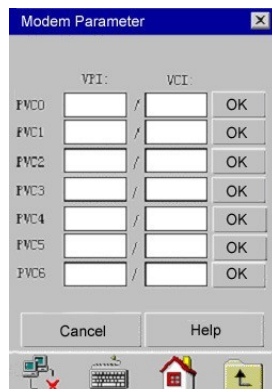 Modem Parameter
VPI: VCI:
PVC0 / OK
PVC1 / OK
PVC2 / OK
PVC3 / OK
PVC4 / OK
PVC5 / OK
PVC6 / OK
Cancel Help